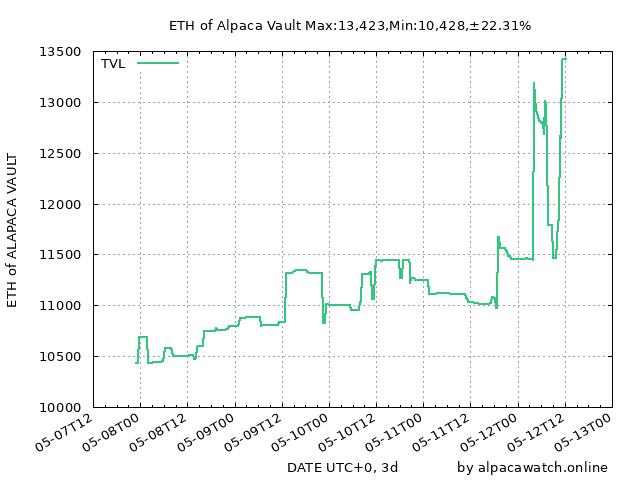 ETH of Alpaca Vault Max:13,423,Min:10,428,±22.31%
TVL
13500
13000
12500
12000
11500
11000
10500
10000
ETH of ALAPACA VAULT
05-07T12
05-08T00
05-08T12
05-09T00
05-09T12
05-10T00
05-10T12
05-11T00
05-11T12
05-12T00
05-12T12
05-13T00
DATE UTC+0, 3d
by alpacawatch.online